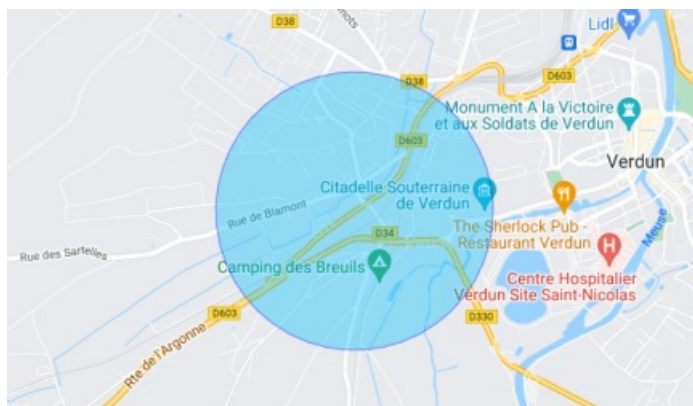 D38
Lidl
D38
D603
Monument A la Victoire
et aux Soldats de Verdun
D603
Verdun
Citadelle Souterraine
de Verdun
Rue de Blamont
The Sherlock Pub -
Restaurant Verdun
Meuse
D34
Rue des Sartelles
Camping des Breuils
Centre Hospitalier
Verdun Site Saint-Nicolas
D603
D330
Rte de l'Argonne